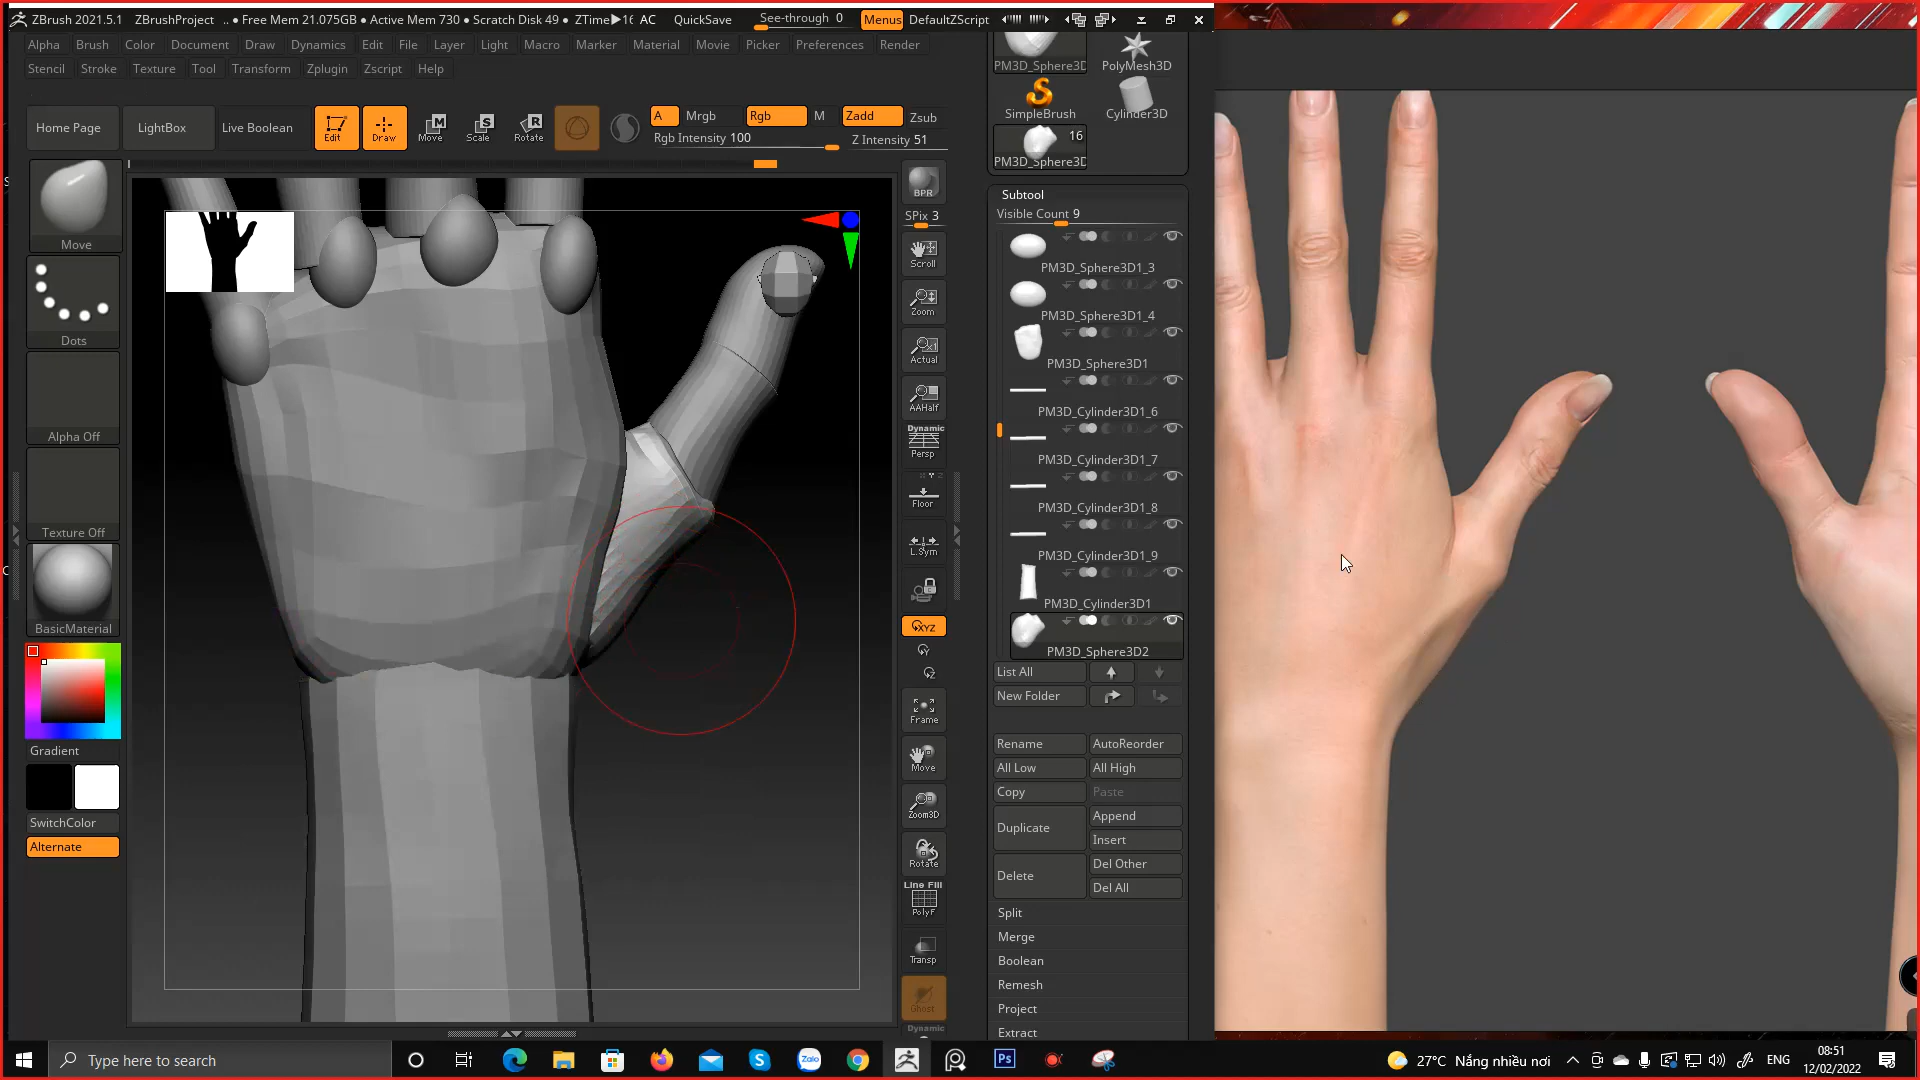 ZBrush 2021.5.1 ZBrushProject .. ● Free Mem 21.075GB ● Active Mem 730 ● Scratch Disk 49 ● ZTime▶16 AC QuickSave See-through 0 Menus DefaultZScript
Alpha Brush Color Document Draw Dynamics Edit File Layer Light Macro Marker Material Movie Picker Preferences Render
Stencil Stroke Texture Tool Transform Zplugin Zscript Help
Home Page LightBox Live Boolean Edit Draw Move Scale Rotate A Mrgb Rgb M Zadd Zsub
Rgb Intensity 100 Z Intensity 51
Move
Dots
Alpha Off
Texture Off
BasicMaterial
Gradient
SwitchColor
Alternate
BPR
SPix 3
Scroll
Zoom
Actual
AAHalf
Dynamic
Persp
Floor
L.Sym
XYZ
Y
Z
Frame
Move
Zoom3D
Rotate
Line Fill
PolyF
Transp
Ghost
Dynamic
PM3D_Sphere3D PolyMesh3D
SimpleBrush Cylinder3D
16
PM3D_Sphere3D
Subtool
Visible Count 9
PM3D_Sphere3D1_3
PM3D_Sphere3D1_4
PM3D_Sphere3D1
PM3D_Cylinder3D1_6
PM3D_Cylinder3D1_7
PM3D_Cylinder3D1_8
PM3D_Cylinder3D1_9
PM3D_Cylinder3D1
PM3D_Sphere3D2
List All
New Folder
Rename AutoReorder
All Low All High
Copy Paste
Duplicate Append
Insert
Delete Del Other
Del All
Split
Merge
Boolean
Remesh
Project
Extract
Type here to search
Zalo
Ps
27°C Nắng nhiều nơi
ENG
08:51
12/02/2022